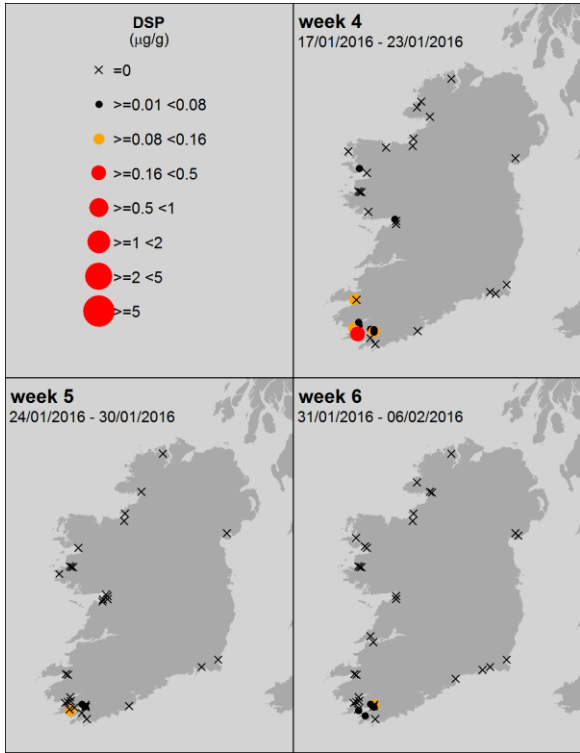 DSP
(µg/g)
=0
>=0.01 <0.08
>=0.08 <0.16
>=0.16 <0.5
>=0.5 <1
>=1 <2
>=2 <5
>=5
week 4
17/01/2016 - 23/01/2016
week 5
24/01/2016 - 30/01/2016
week 6
31/01/2016 - 06/02/2016